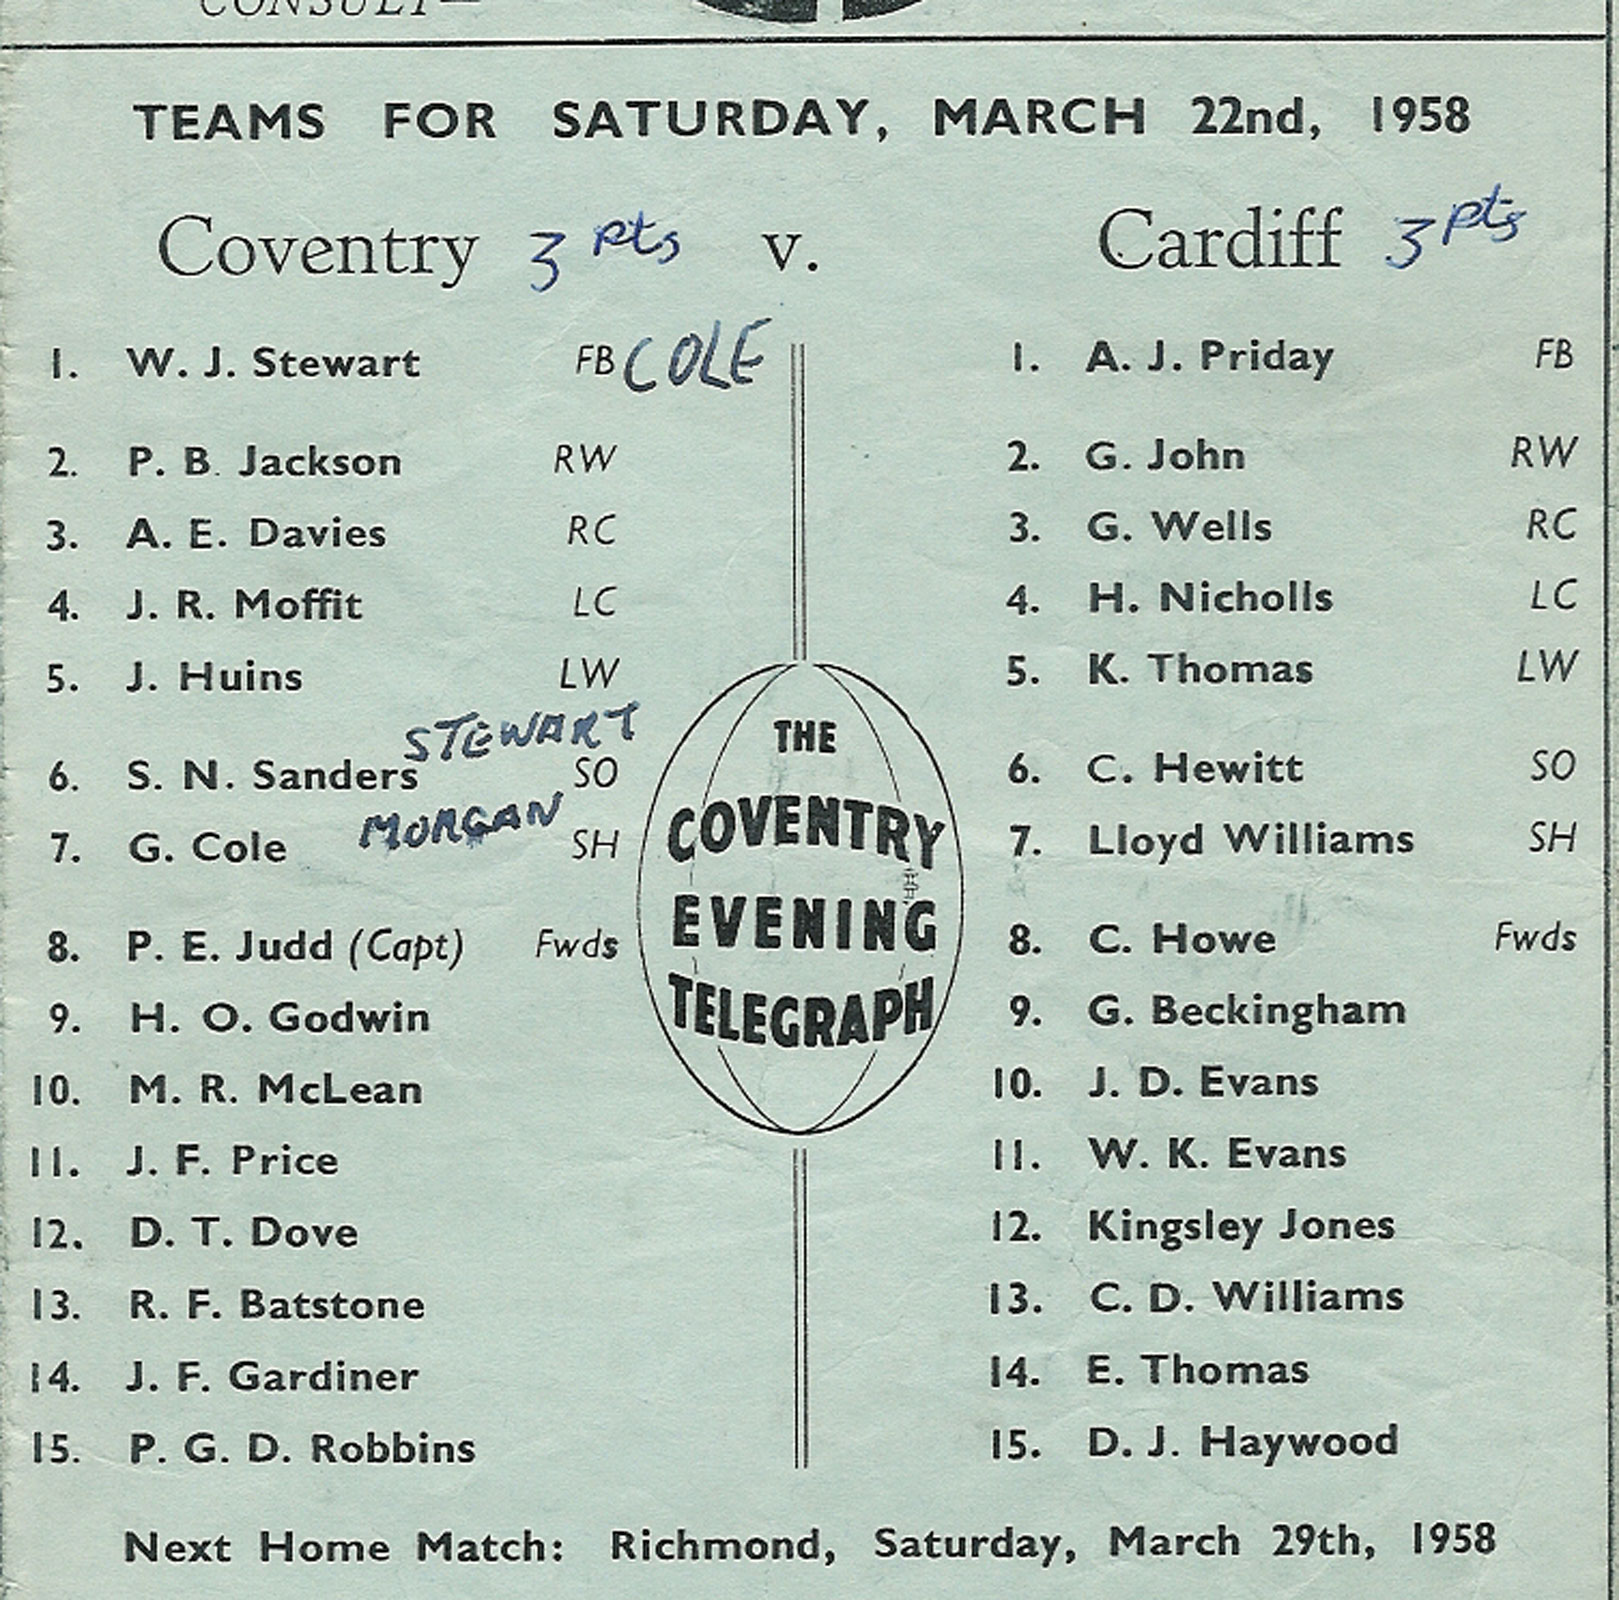 CONSULT—
TEAMS FOR SATURDAY, MARCH 22nd, 1958
Coventry 3 pts v. Cardiff 3 pts
1. W. J. Stewart FB COLE
2. P. B. Jackson RW
3. A. E. Davies RC
4. J. R. Moffit LC
5. J. Huins LW
STEWART
6. S. N. Sanders SO
MORGAN
7. G. Cole SH
8. P. E. Judd (Capt) Fwds
9. H. O. Godwin
10. M. R. McLean
11. J. F. Price
12. D. T. Dove
13. R. F. Batstone
14. J. F. Gardiner
15. P. G. D. Robbins
THE
COVENTRY
EVENING
TELEGRAPH
1. A. J. Priday FB
2. G. John RW
3. G. Wells RC
4. H. Nicholls LC
5. K. Thomas LW
6. C. Hewitt SO
7. Lloyd Williams SH
8. C. Howe Fwds
9. G. Beckingham
10. J. D. Evans
11. W. K. Evans
12. Kingsley Jones
13. C. D. Williams
14. E. Thomas
15. D. J. Haywood
Next Home Match: Richmond, Saturday, March 29th, 1958